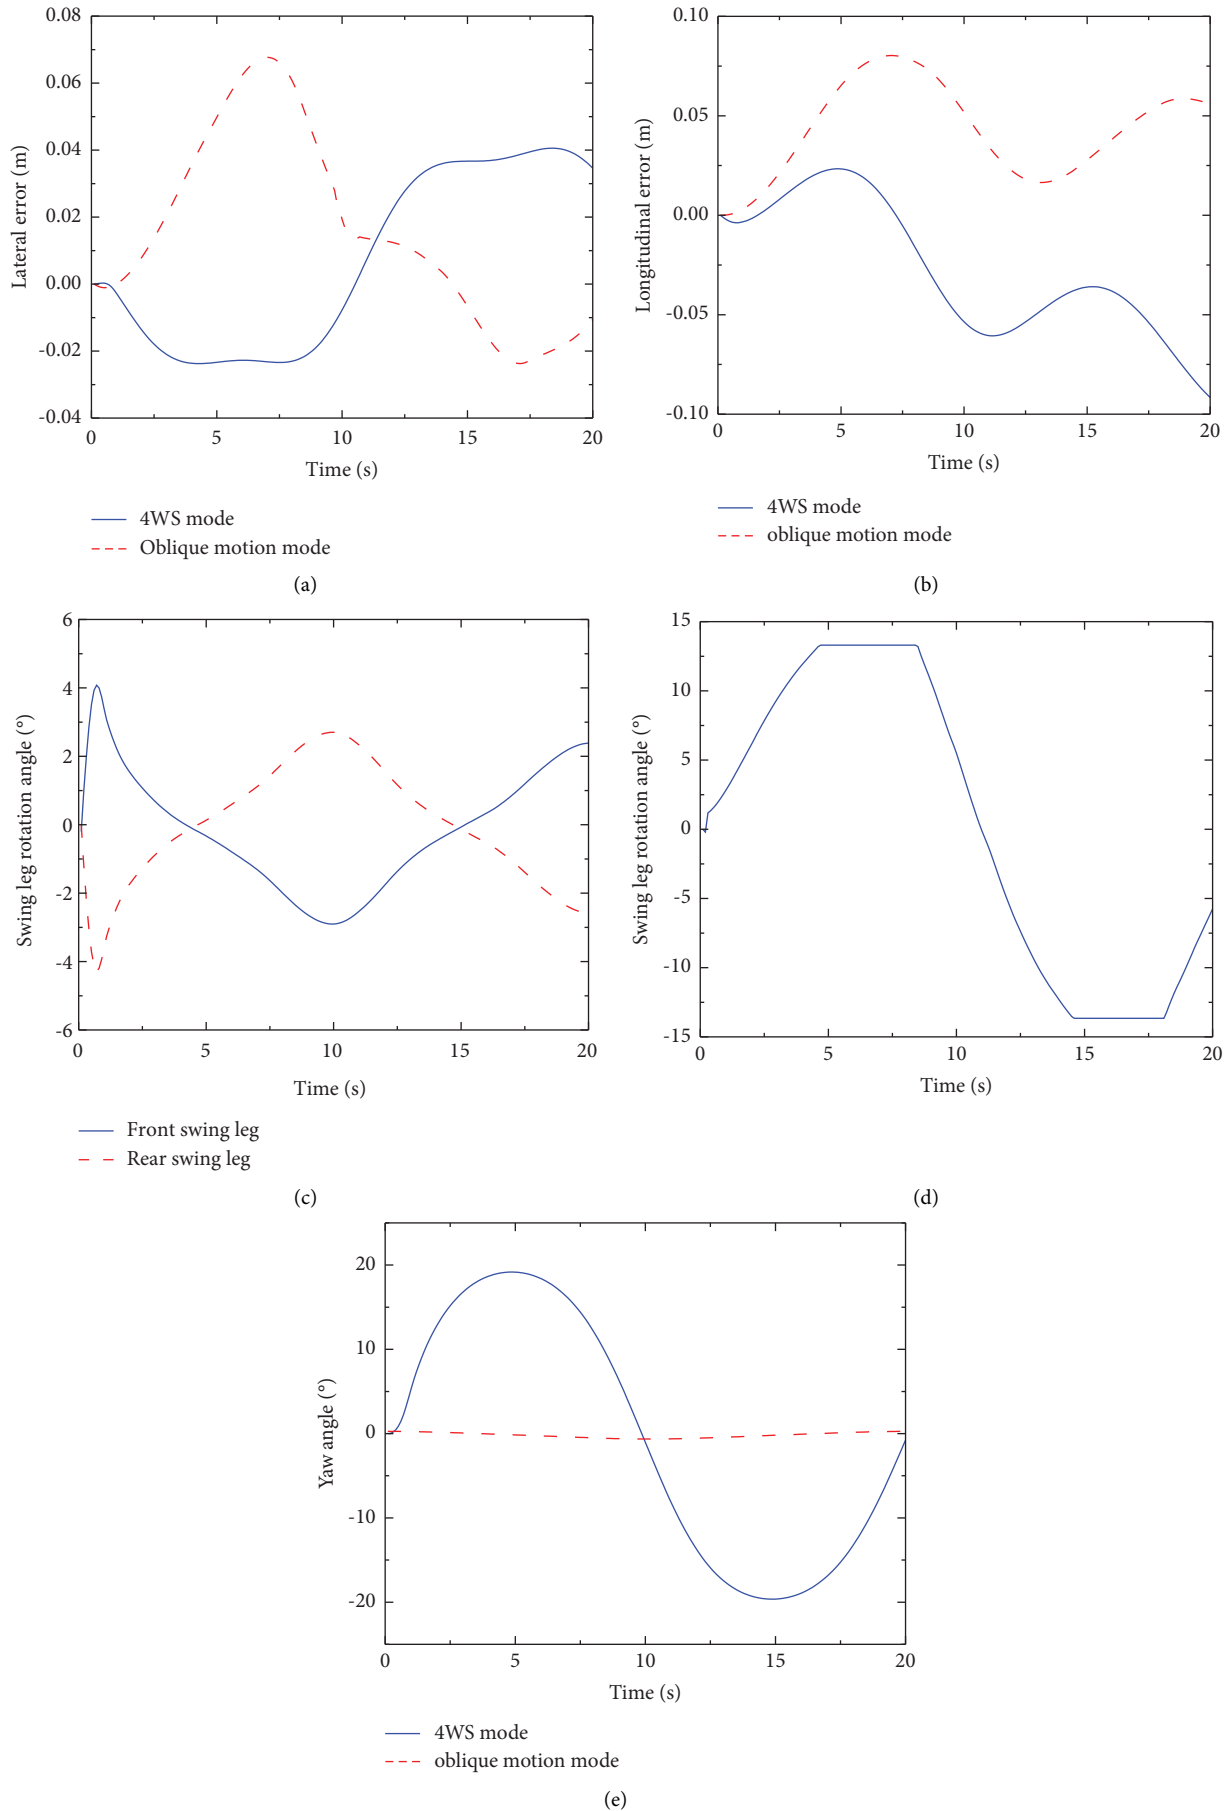 0.08
0.06
0.04
0.02
0.00
-0.02
-0.04
Lateral error (m)
0 5 10 15 20
Time (s)
4WS mode
Oblique motion mode
(a)
0.10
0.05
0.00
-0.05
-0.10
Longitudinal error (m)
0 5 10 15 20
Time (s)
4WS mode
oblique motion mode
(b)
6
4
2
0
-2
-4
-6
Swing leg rotation angle (°)
0 5 10 15 20
Time (s)
Front swing leg
Rear swing leg
(c)
15
10
5
0
-5
-10
-15
Swing leg rotation angle (°)
0 5 10 15 20
Time (s)
(d)
20
10
0
-10
-20
Yaw angle (°)
0 5 10 15 20
Time (s)
4WS mode
oblique motion mode
(e)